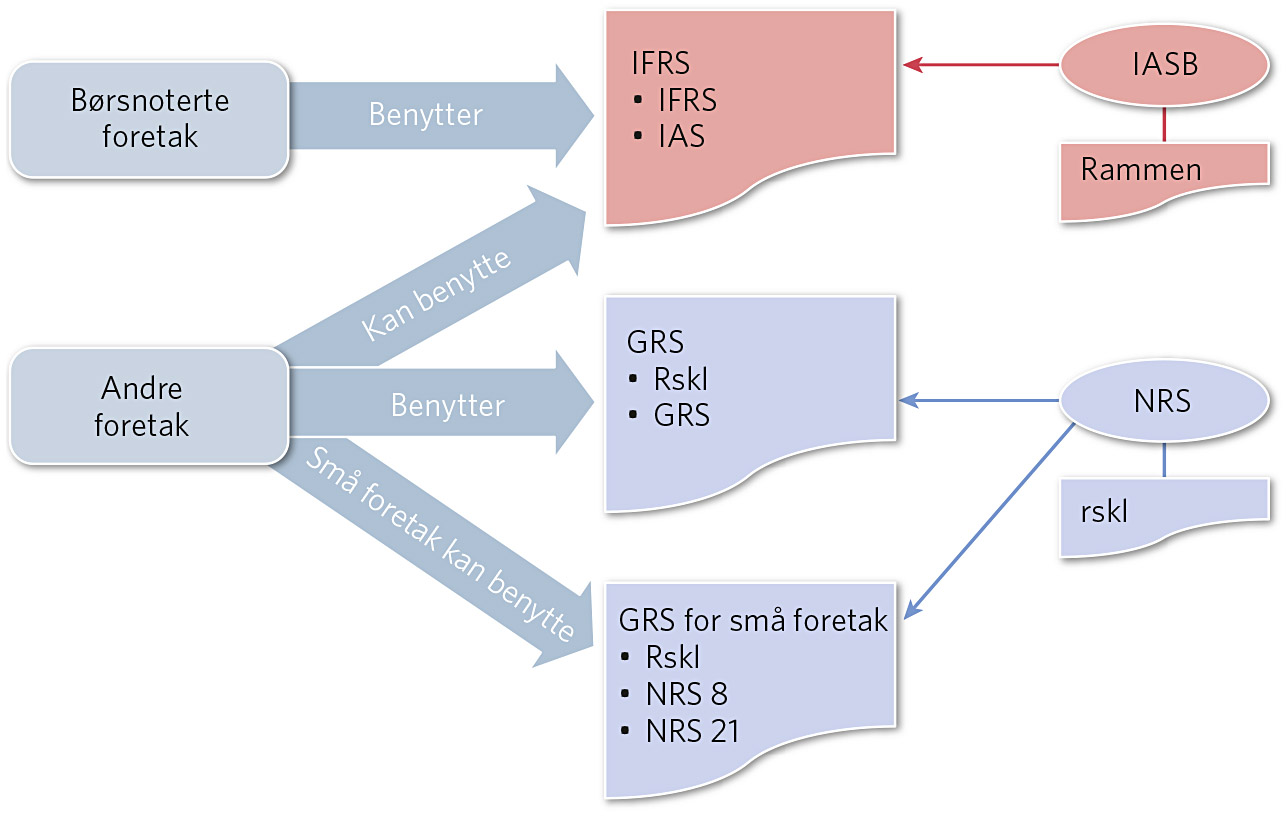 Børsnoterte
foretak
Benytter
IFRS
• IFRS
• IAS
IASB
Rammen
Kan benytte
Andre
foretak
Benytter
GRS
• Rskl
• GRS
NRS
rskl
Små foretak kan benytte
GRS for små foretak
• Rskl
• NRS 8
• NRS 21